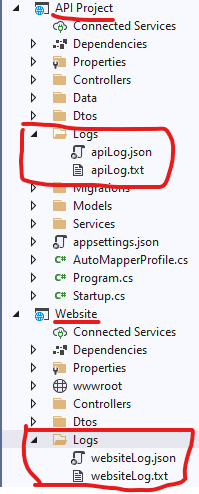 API Project
Connected Services
Dependencies
Properties
Controllers
Data
Dtos
Logs
apiLog.json
apiLog.txt
Migrations
Models
Services
appsettings.json
AutoMapperProfile.cs
Program.cs
Startup.cs
Website
Connected Services
Dependencies
Properties
wwwroot
Controllers
Dtos
Logs
websiteLog.json
websiteLog.txt